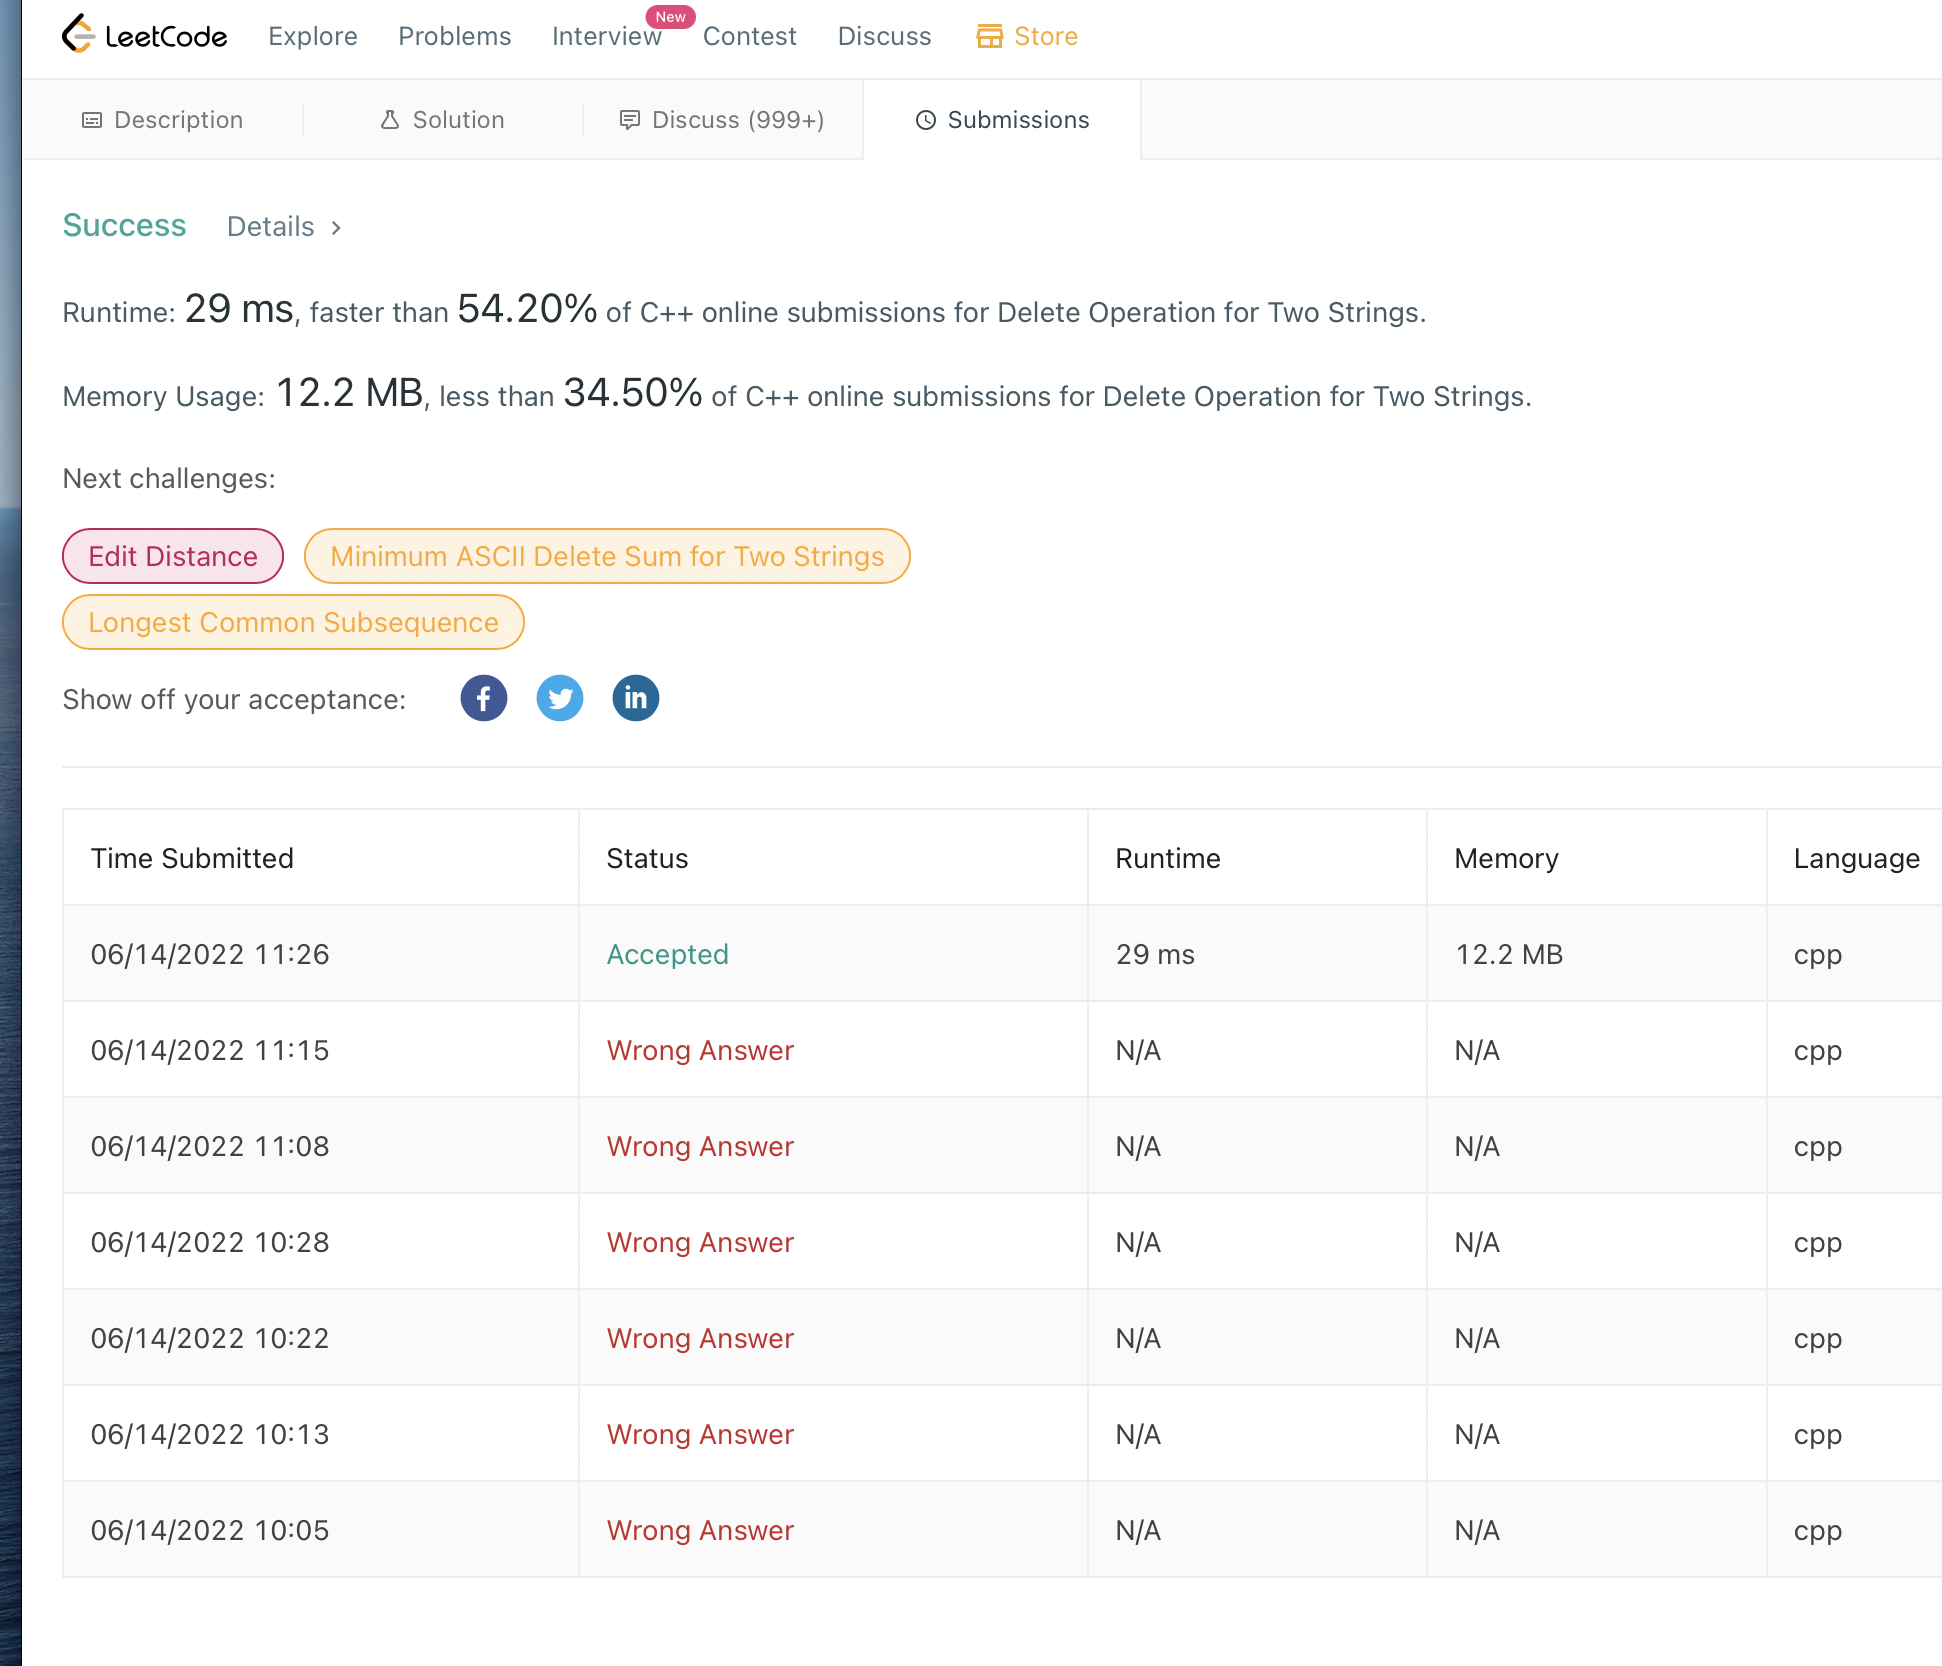 LeetCode Explore Problems Interview New Contest Discuss Store
Description Solution Discuss (999+) Submissions
Success Details >
Runtime: 29 ms, faster than 54.20% of C++ online submissions for Delete Operation for Two Strings.
Memory Usage: 12.2 MB, less than 34.50% of C++ online submissions for Delete Operation for Two Strings.
Next challenges:
Edit Distance Minimum ASCII Delete Sum for Two Strings
Longest Common Subsequence
Show off your acceptance: f in
Time Submitted Status Runtime Memory Language
06/14/2022 11:26 Accepted 29 ms 12.2 MB cpp
06/14/2022 11:15 Wrong Answer N/A N/A cpp
06/14/2022 11:08 Wrong Answer N/A N/A cpp
06/14/2022 10:28 Wrong Answer N/A N/A cpp
06/14/2022 10:22 Wrong Answer N/A N/A cpp
06/14/2022 10:13 Wrong Answer N/A N/A cpp
06/14/2022 10:05 Wrong Answer N/A N/A cpp